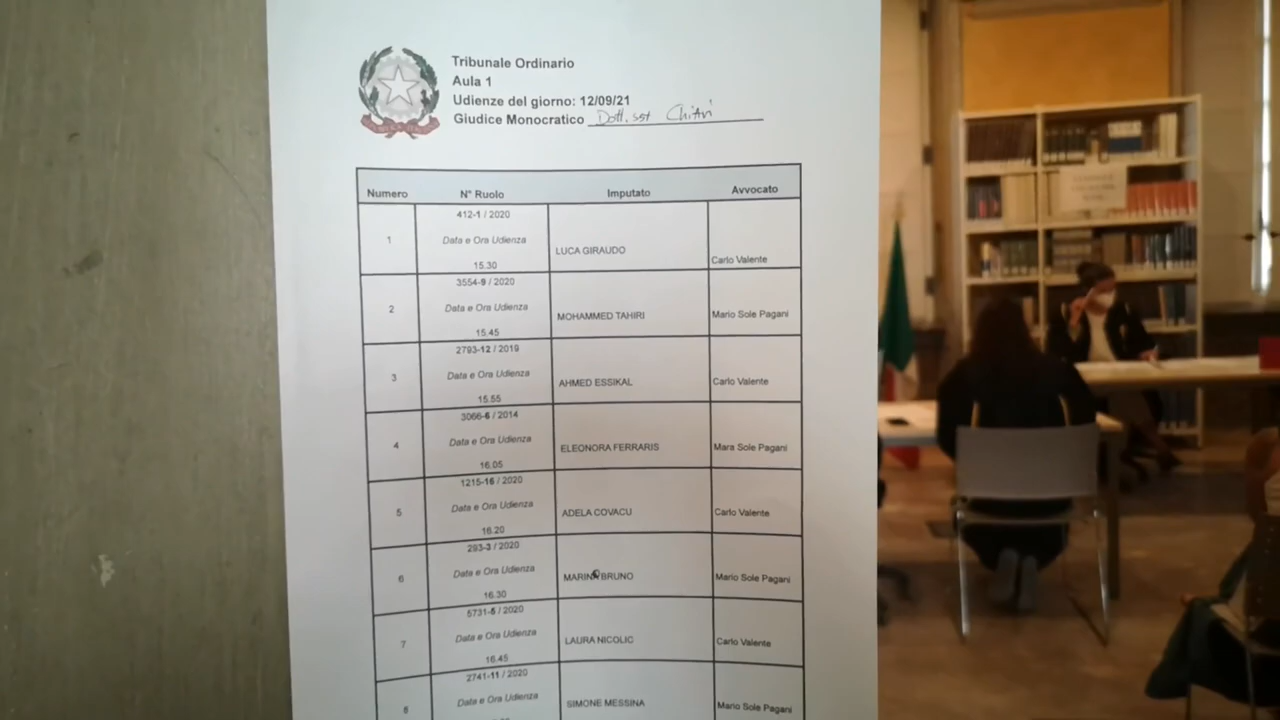 Tribunale Ordinario
Aula 1
Udienze del giorno: 12/09/21
Giudice Monocratico Dott.ssa Chiari
Numero N° Ruolo Imputato Avvocato
1 412-1 / 2020 Data e Ora Udienza 15.30 LUCA GIRAUDO Carlo Valente
2 3554-9 / 2020 Data e Ora Udienza 15.45 MOHAMMED TAHIRI Mario Sole Pagani
3 2793-12 / 2019 Data e Ora Udienza 15.55 AHMED ESSIKAL Carlo Valente
4 3066-6 / 2014 Data e Ora Udienza 16.05 ELEONORA FERRARIS Mara Sole Pagani
5 1215-16 / 2020 Data e Ora Udienza 16.20 ADELA COVACU Carlo Valente
6 293-3 / 2020 Data e Ora Udienza 16.30 BRUNO Mario Sole Pagani
7 5731-5 / 2020 Data e Ora Udienza 16.45 LAURA NICOLIC Carlo Valente
8 2741-11 / 2020 Data e Ora Udienza SIMONE MESSINA Mario Sole Pagani